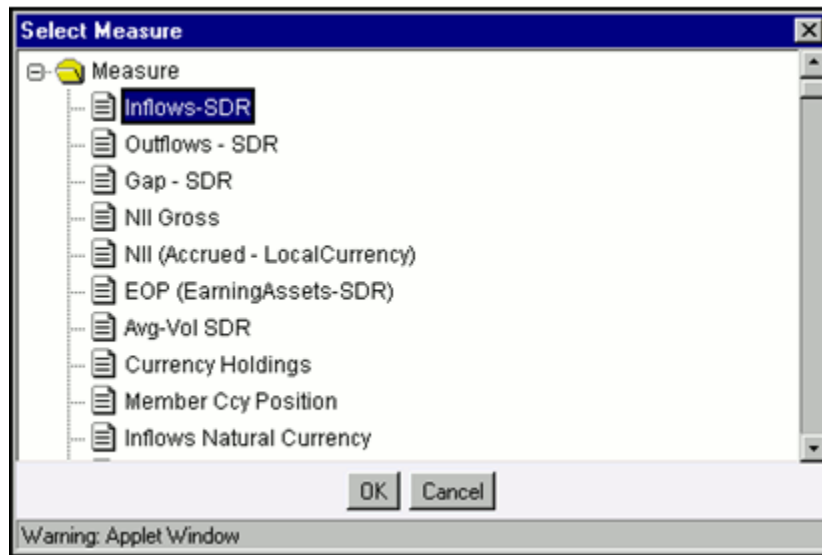 Select Measure
Measure
Inflows-SDR
Outflows - SDR
Gap - SDR
NII Gross
NII (Accrued - LocalCurrency)
EOP (EarningAssets-SDR)
Avg-Vol SDR
Currency Holdings
Member Ccy Position
Inflows Natural Currency
OK Cancel
Warning: Applet Window